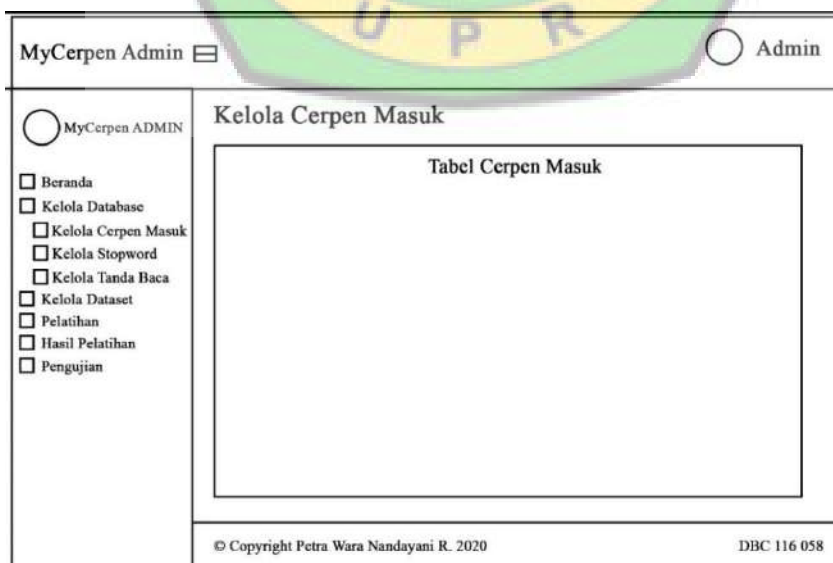 U P R
MyCerpen Admin
Admin
MyCerpen ADMIN
Beranda
Kelola Database
Kelola Cerpen Masuk
Kelola Stopword
Kelola Tanda Baca
Kelola Dataset
Pelatihan
Hasil Pelatihan
Pengujian
Kelola Cerpen Masuk
Tabel Cerpen Masuk
© Copyright Petra Wara Nandayani R. 2020
DBC 116 058